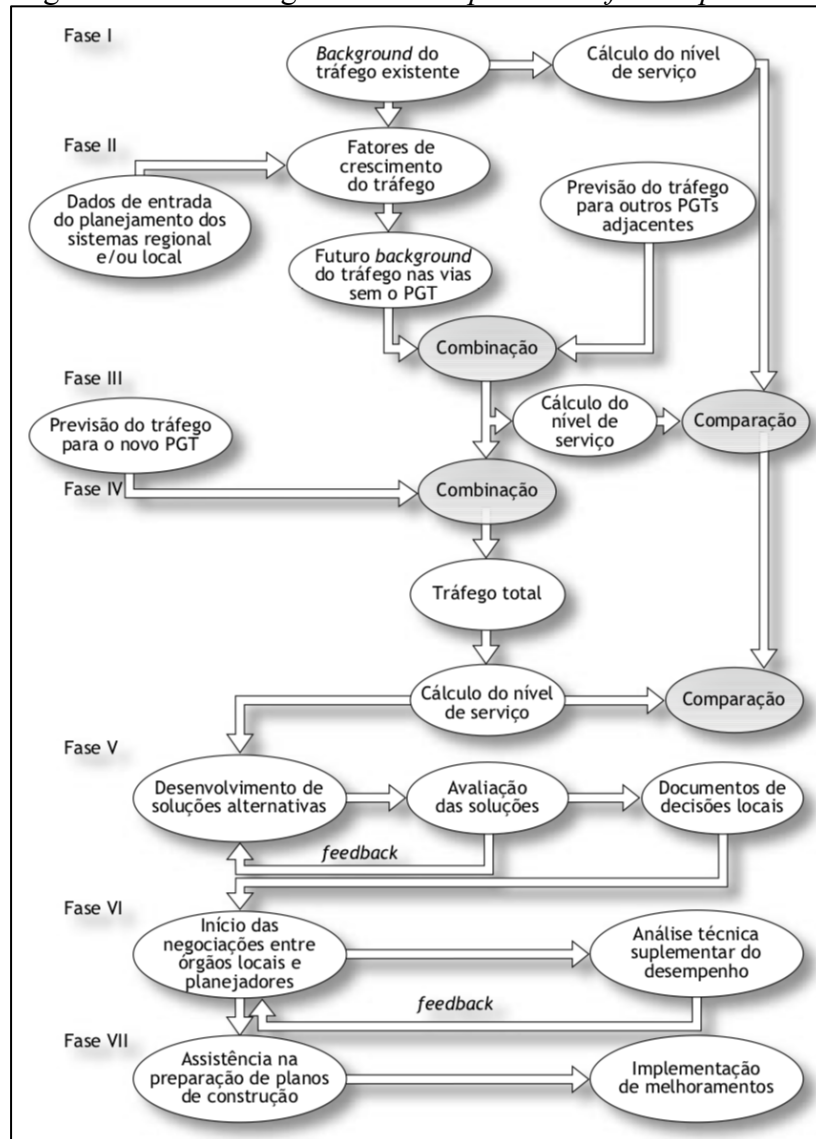 Fase I
Background do
tráfego existente
Cálculo do nível
de serviço
Fase II
Fatores de
crescimento
do tráfego
Dados de entrada
do planejamento dos
sistemas regional
e/ou local
Previsão do tráfego
para outros PGTs
adjacentes
Futuro background
do tráfego nas vias
sem o PGT
Combinação
Fase III
Previsão do tráfego
para o novo PGT
Cálculo do
nível de
serviço
Comparação
Fase IV
Combinação
Tráfego total
Cálculo do nível
de serviço
Comparação
Fase V
Desenvolvimento de
soluções alternativas
Avaliação
das soluções
Documentos de
decisões locais
feedback
Fase VI
Início das
negociações entre
órgãos locais e
planejadores
Análise técnica
suplementar do
desempenho
feedback
Fase VII
Assistência na
preparação de planos
de construção
Implementação
de melhoramentos